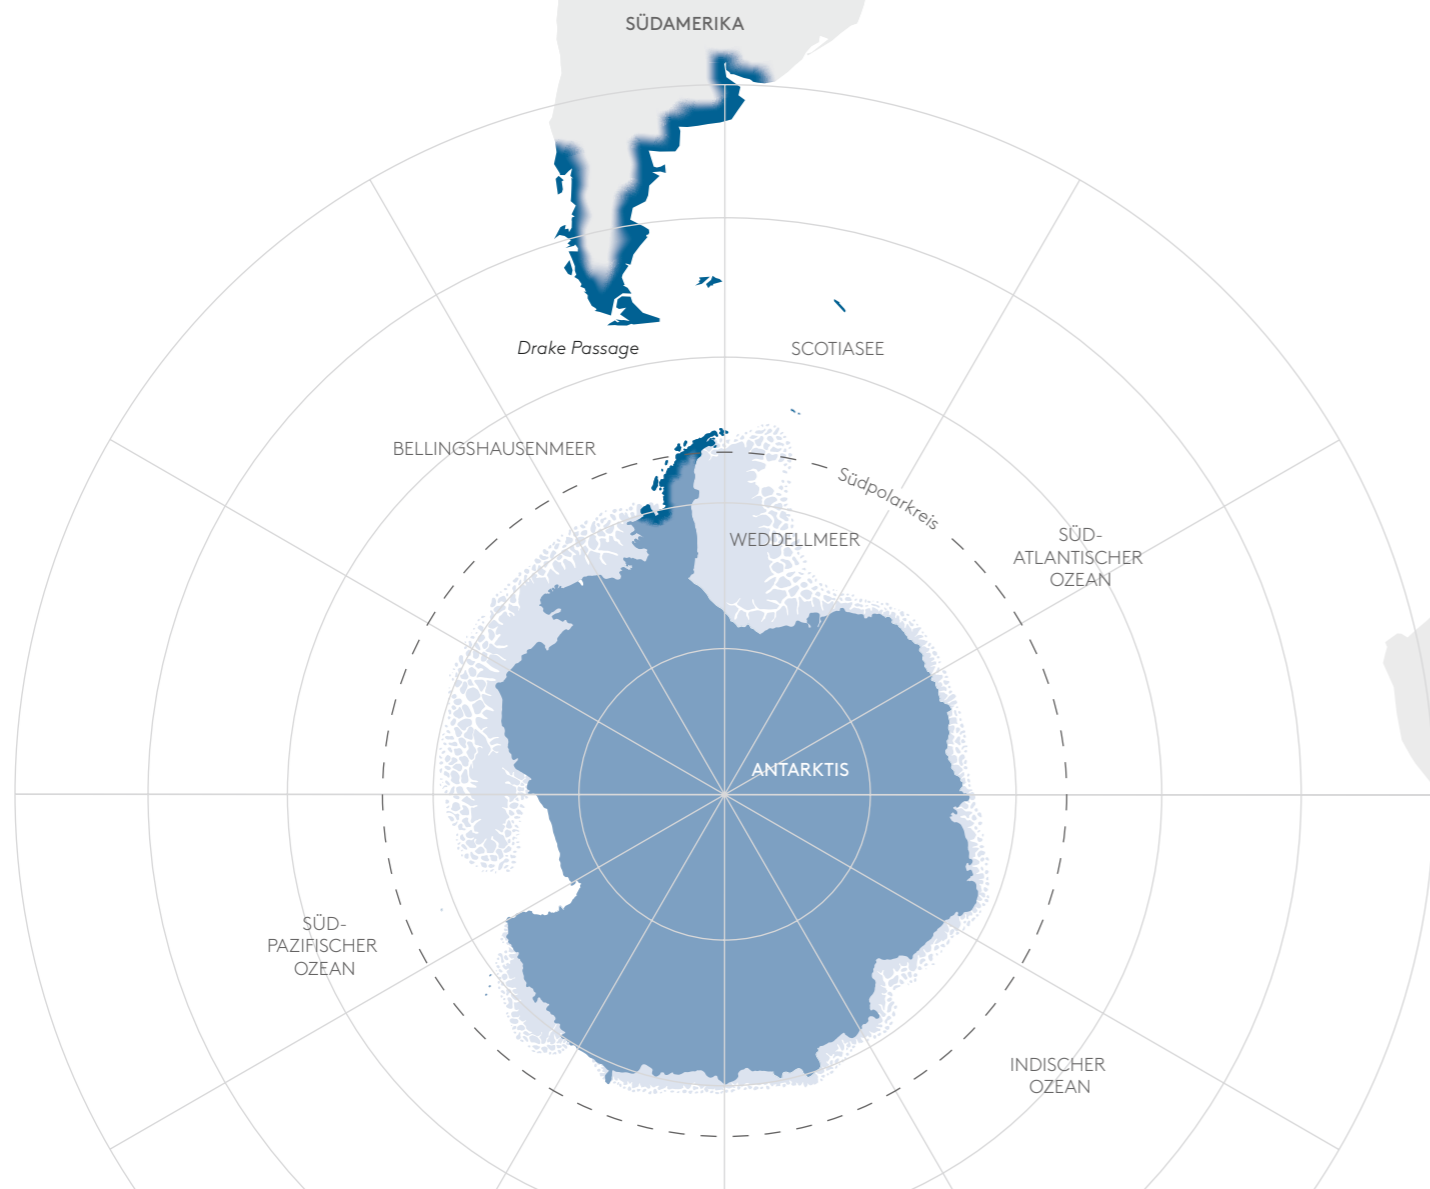 SÜDAMERIKA
Drake Passage
SCOTIASEE
BELLINGSHAUSENMEER
Südpolarkreis
WEDDELLMEER
SÜD-
ATLANTISCHER
OZEAN
ANTARKTIS
SÜD-
PAZIFISCHER
OZEAN
INDISCHER
OZEAN